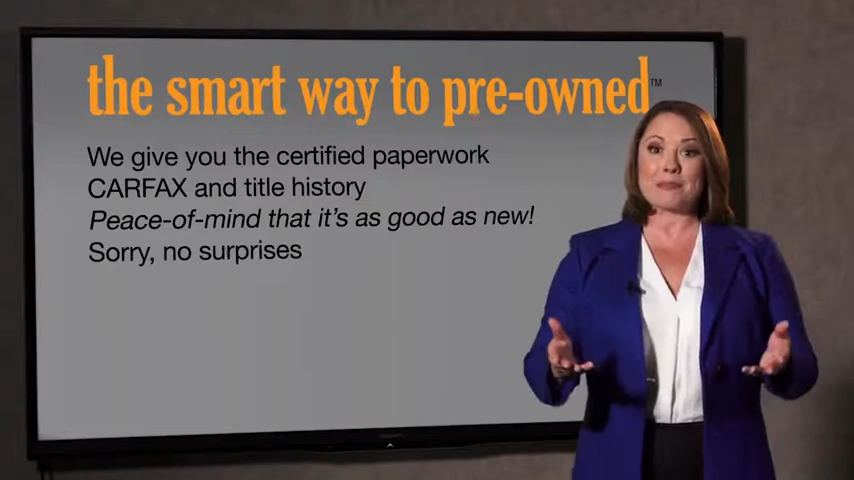 the smart way to pre-owned™
We give you the certified paperwork
CARFAX and title history
Peace-of-mind that it's as good as new!
Sorry, no surprises